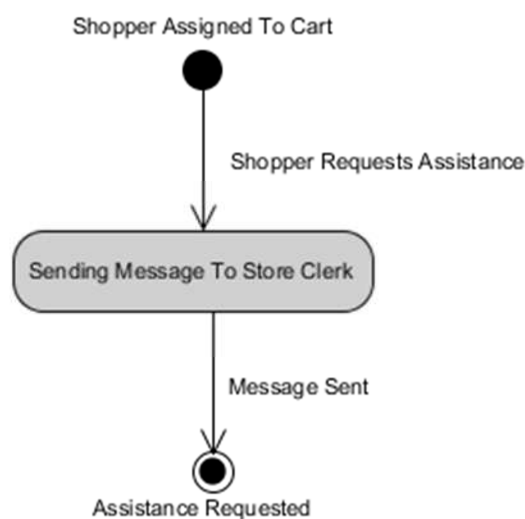 Shopper Assigned To Cart
Shopper Requests Assistance
Sending Message To Store Clerk
Message Sent
Assistance Requested